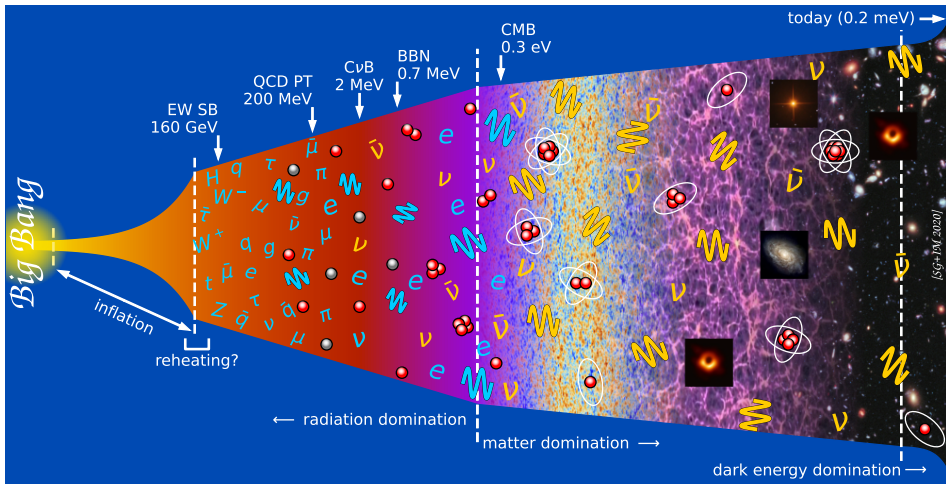 today (0.2 meV)
CMB
0.3 eV
BBN
0.7 MeV
CνB
2 MeV
QCD PT
200 MeV
EW SB
160 GeV
Big Bang
inflation
reheating?
H q τ μ̄ π g
W⁻ μ e
τ̄ ν̄ μ
W⁺ q g π
t μ̄ e e e
Z τ q̄ π
q̄ ν μ ν
ν̄ e ν̄ ν̄ ν
ν ν ν̄ ν̄
e
ν
ν̄ e ν̄
ν̄ e
ν e ν
e ν
← radiation domination
matter domination →
dark energy domination →
[SG+PM 2020]